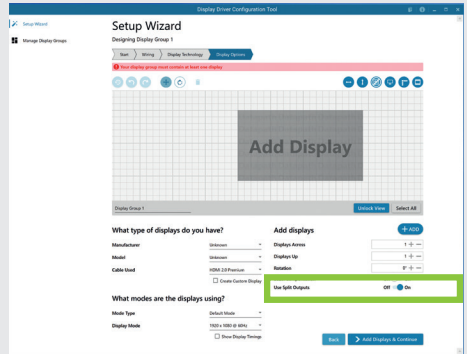 Display Driver Configuration Tool
Setup Wizard
Manage Display Groups
Setup Wizard
Designing Display Group 1
Start
Wiring
Display Technology
Display Options
Your display group must contain at least one display
Add Display
Display Group 1
Unlock View
Select All
What type of displays do you have?
Manufacturer
Unknown
Model
Unknown
Cable Used
HDMI 2.0 Premium
Create Custom Display
What modes are the displays using?
Mode Type
Default Mode
Display Mode
1920 x 1080 @ 60Hz
Show Display Timings
Add displays
+ ADD
Displays Across
1 + −
Displays Up
1 + −
Rotation
0° + −
Use Split Outputs
Off
On
Back
Add Displays & Continue